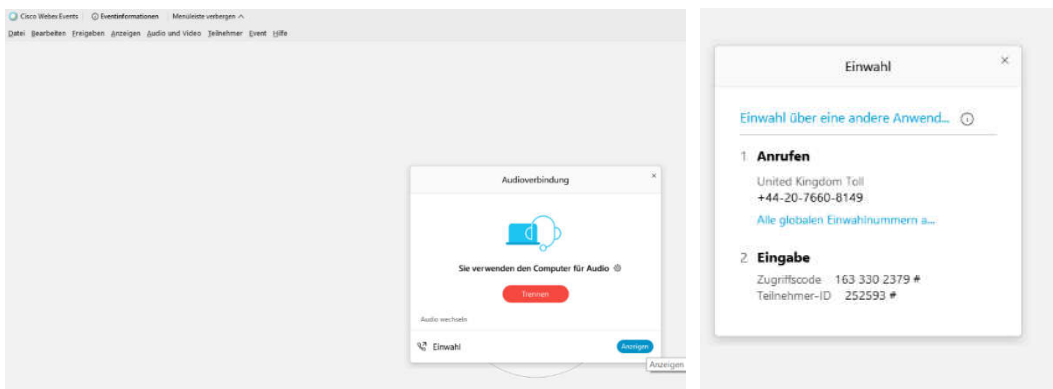 Cisco Webex Events Eventinformationen Menüleiste verbergen
Datei Bearbeiten Freigeben Anzeigen Audio und Video Teilnehmer Event Hilfe
Audioverbindung
Sie verwenden den Computer für Audio
Trennen
Audio wechseln
Einwahl Anzeigen
Anzeigen
Einwahl
Einwahl über eine andere Anwend...
1 Anrufen
United Kingdom Toll
+44-20-7660-8149
Alle globalen Einwahlnummern a...
2 Eingabe
Zugriffscode 163 330 2379 #
Teilnehmer-ID 252593 #